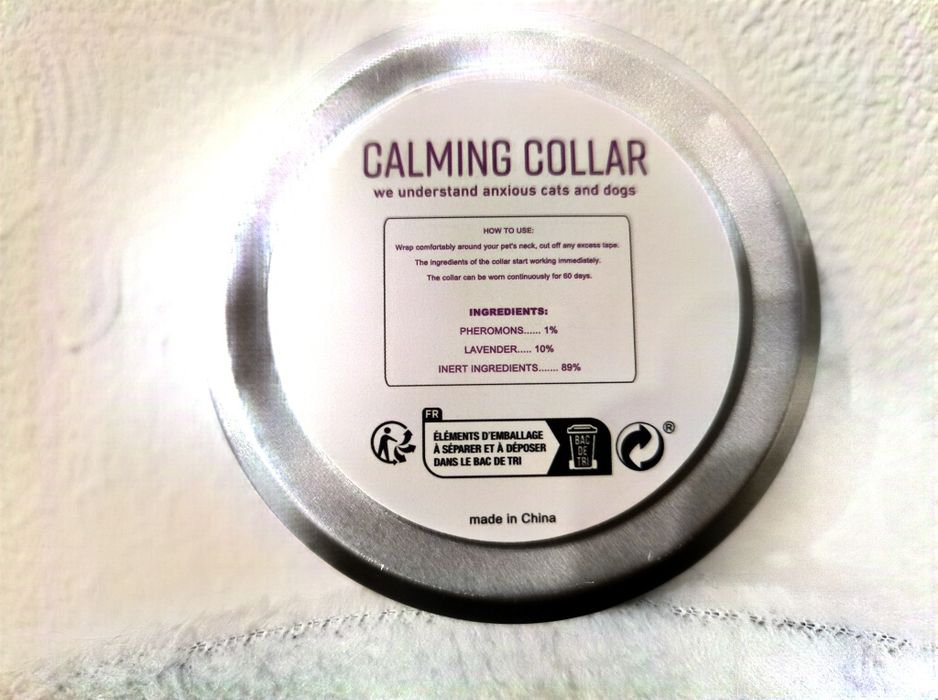 CALMING COLLAR
we understand anxious cats and dogs
HOW TO USE:
Wrap comfortably around your pet's neck, cut off any excess tape.
The ingredients of the collar start working immediately.
The collar can be worn continuously for 60 days.
INGREDIENTS:
PHEROMONS...... 1%
LAVENDER..... 10%
INERT INGREDIENTS....... 89%
FR
ÉLÉMENTS D'EMBALLAGE
À SÉPARER ET À DÉPOSER
DANS LE BAC DE TRI
BAC
DE
TRI
®
made in China